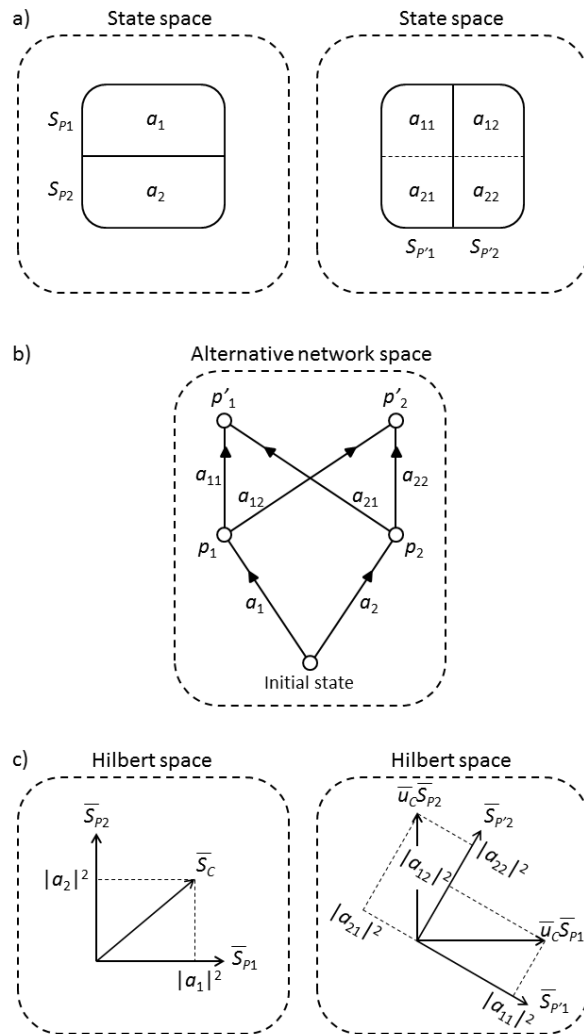 a)
State space
State space
S_P1
a_1
S_P2
a_2
a_11
a_12
a_21
a_22
S_P'1
S_P'2
b)
Alternative network space
p'_1
p'_2
a_11
a_12
a_21
a_22
p_1
p_2
a_1
a_2
Initial state
c)
Hilbert space
Hilbert space
S̅_P2
S̅_C
|a_2|^2
S̅_P1
|a_1|^2
u̅_C S̅_P2
S̅_P'2
|a_22|^2
|a_12|^2
|a_21|^2
u̅_C S̅_P1
S̅_P'1
|a_11|^2